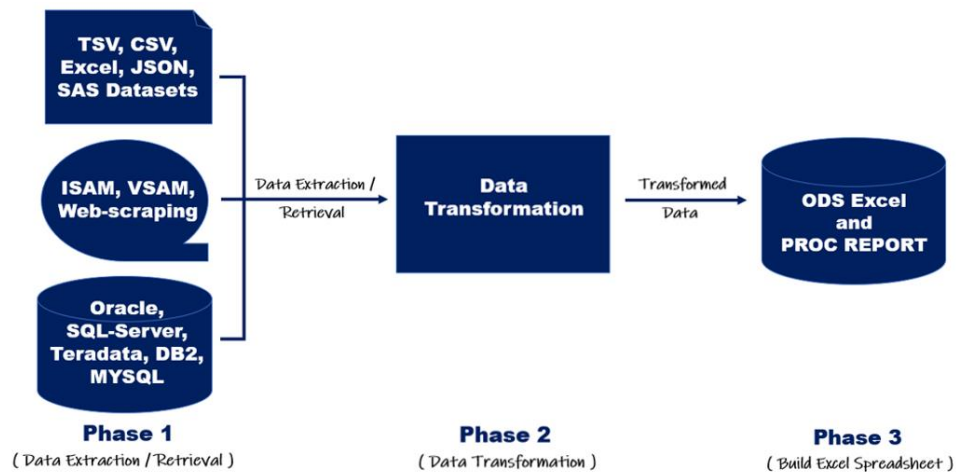 TSV, CSV,
Excel, JSON,
SAS Datasets
ISAM, VSAM,
Web-scraping
Oracle,
SQL-Server,
Teradata, DB2,
MYSQL
Data Extraction /
Retrieval
Data
Transformation
Transformed
Data
ODS Excel
and
PROC REPORT
Phase 1
( Data Extraction / Retrieval )
Phase 2
( Data Transformation )
Phase 3
( Build Excel Spreadsheet )